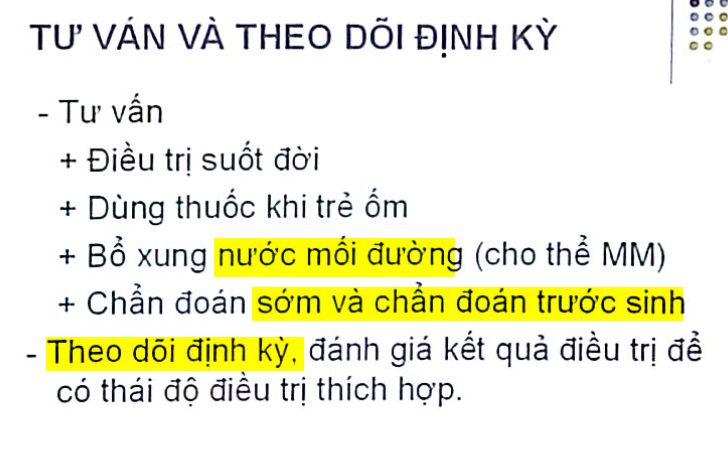 TƯ VẤN VÀ THEO DÕI ĐỊNH KỲ
- Tư vấn
+ Điều trị suốt đời
+ Dùng thuốc khi trẻ ốm
+ Bổ xung nước mối đường (cho thể MM)
+ Chẩn đoán sớm và chẩn đoán trước sinh
- Theo dõi định kỳ, đánh giá kết quả điều trị để
có thái độ điều trị thích hợp.